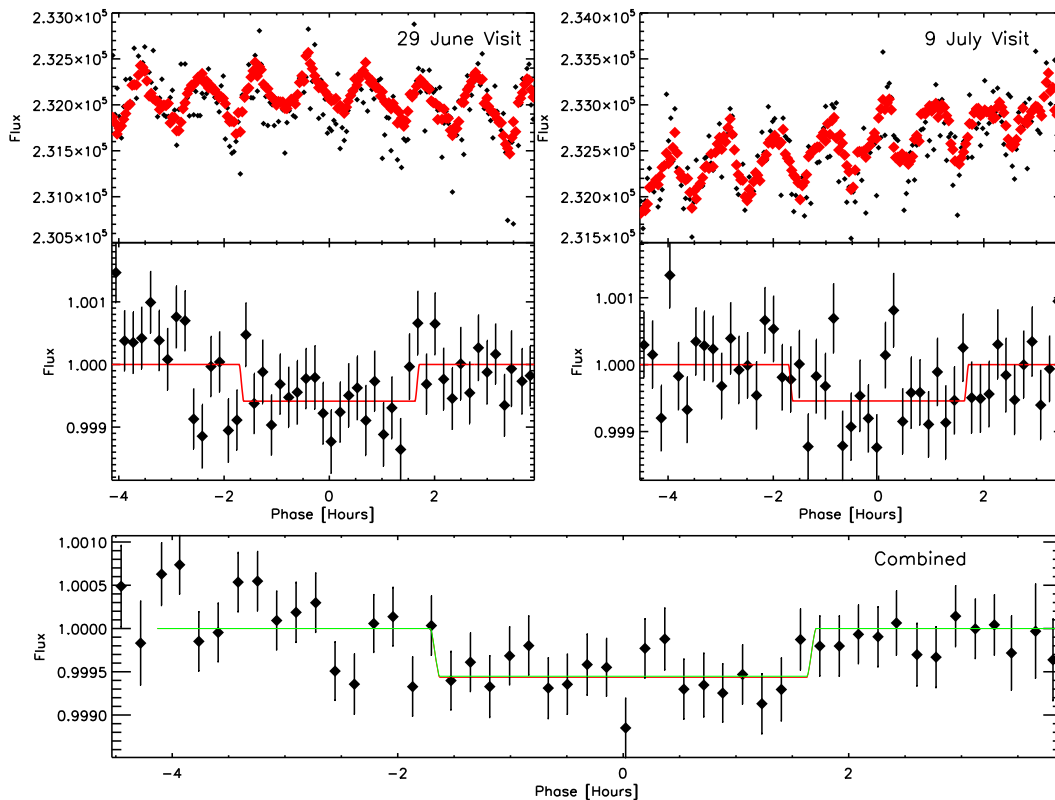 29 June Visit
2.330×10⁵
2.325×10⁵
2.320×10⁵
2.315×10⁵
2.310×10⁵
2.305×10⁵
Flux
1.001
1.000
0.999
Flux
−4 −2 0 2
Phase [Hours]
9 July Visit
2.340×10⁵
2.335×10⁵
2.330×10⁵
2.325×10⁵
2.320×10⁵
2.315×10⁵
Flux
1.001
1.000
0.999
Flux
−4 −2 0 2
Phase [Hours]
Combined
1.0010
1.0005
1.0000
0.9995
0.9990
Flux
−4 −2 0 2
Phase [Hours]